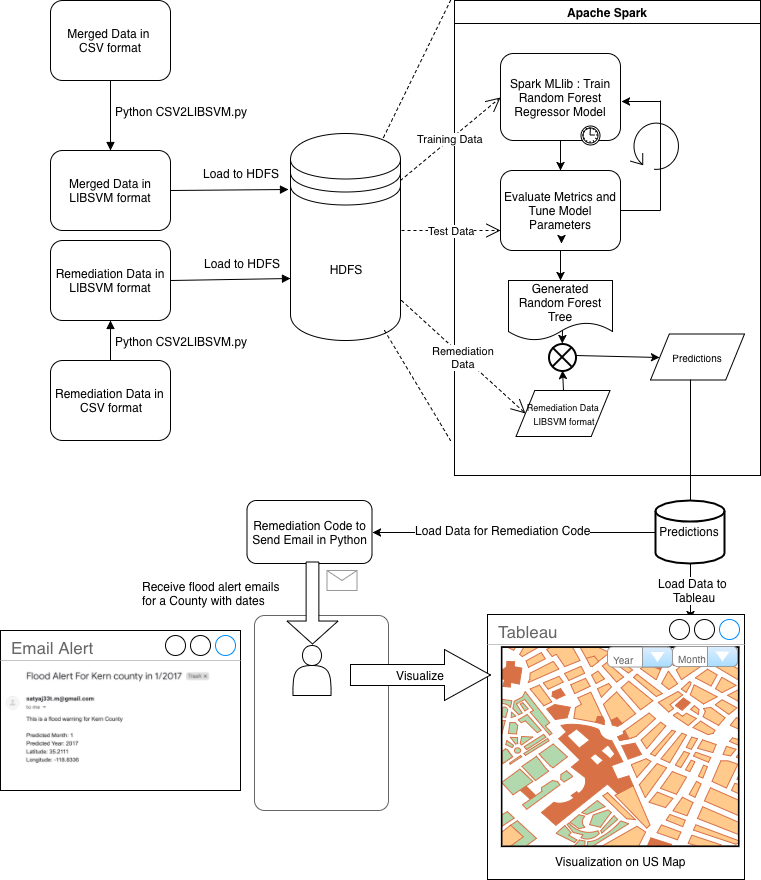 Merged Data in
CSV format
Python CSV2LIBSVM.py
Merged Data in
LIBSVM format
Load to HDFS
Remediation Data in
LIBSVM format
Load to HDFS
Python CSV2LIBSVM.py
Remediation Data in
CSV format
HDFS
Training Data
Test Data
Remediation
Data
Apache Spark
Spark MLlib : Train
Random Forest
Regressor Model
Evaluate Metrics and
Tune Model
Parameters
Generated
Random Forest
Tree
Predictions
Remediation Data
LIBSVM format
Remediation Code to
Send Email in Python
Load Data for Remediation Code
Predictions
Load Data to
Tableau
Receive flood alert emails
for a County with dates
Email Alert
Flood Alert For Kern county in 1/2017
Trash x
satyaj33t.m@gmail.com
to me
This is a flood warning for Kern County
Predicted Month: 1
Predicted Year: 2017
Latitude: 35.2111
Longitude: -118.8336
Visualize
Tableau
Year
Month
Visualization on US Map